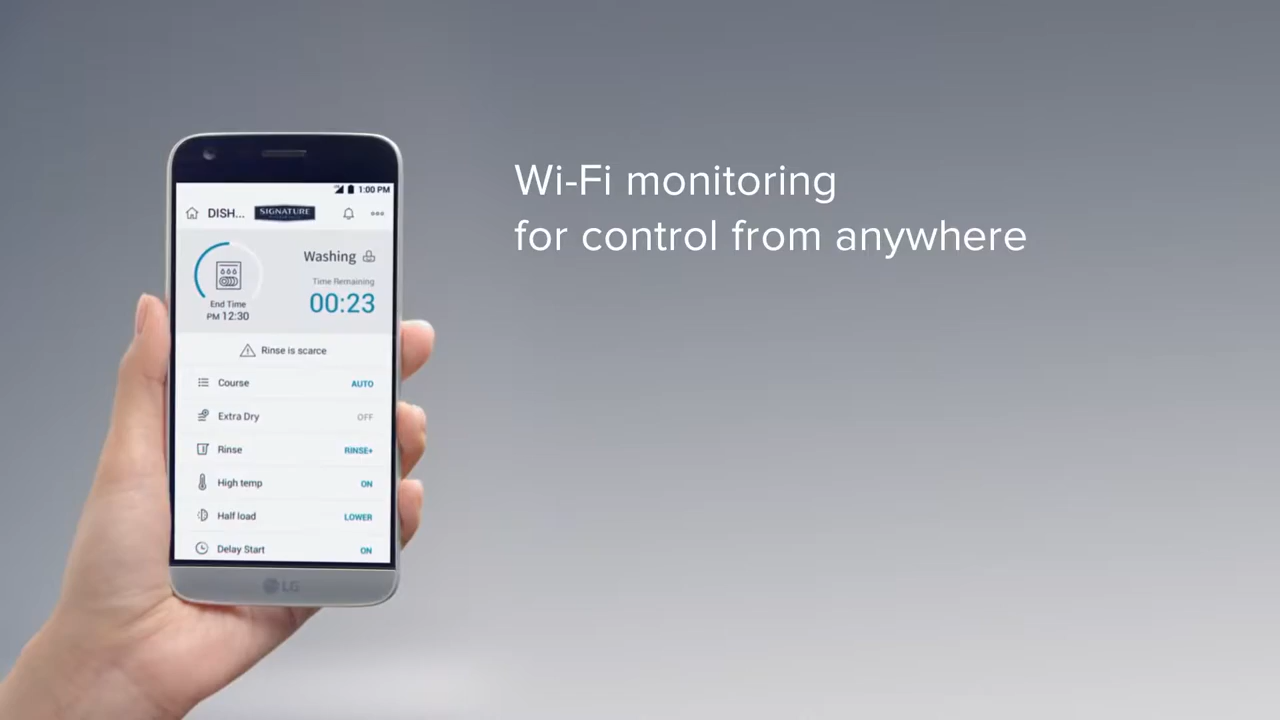 Wi-Fi monitoring
for control from anywhere
1:00 PM
DISH...
SIGNATURE
Washing
Time Remaining
00:23
End Time
PM 12:30
Rinse is scarce
Course AUTO
Extra Dry OFF
Rinse RINSE+
High temp ON
Half load LOWER
Delay Start ON
LG